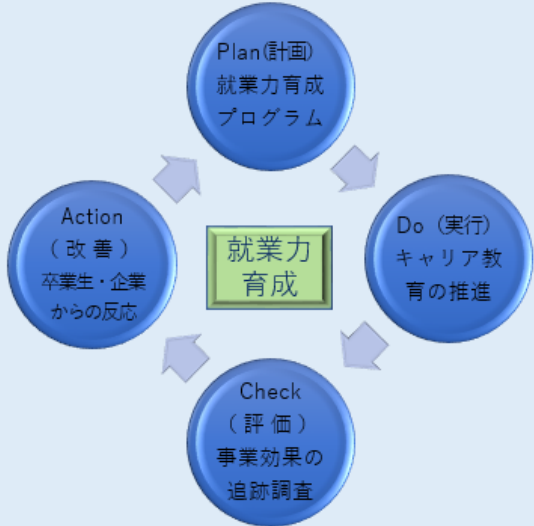 Plan(計画)
就業力育成
プログラム
Do（実行）
キャリア教
育の推進
Check
（評価）
事業効果の
追跡調査
Action
（改善）
卒業生・企業
からの反応
就業力
育成